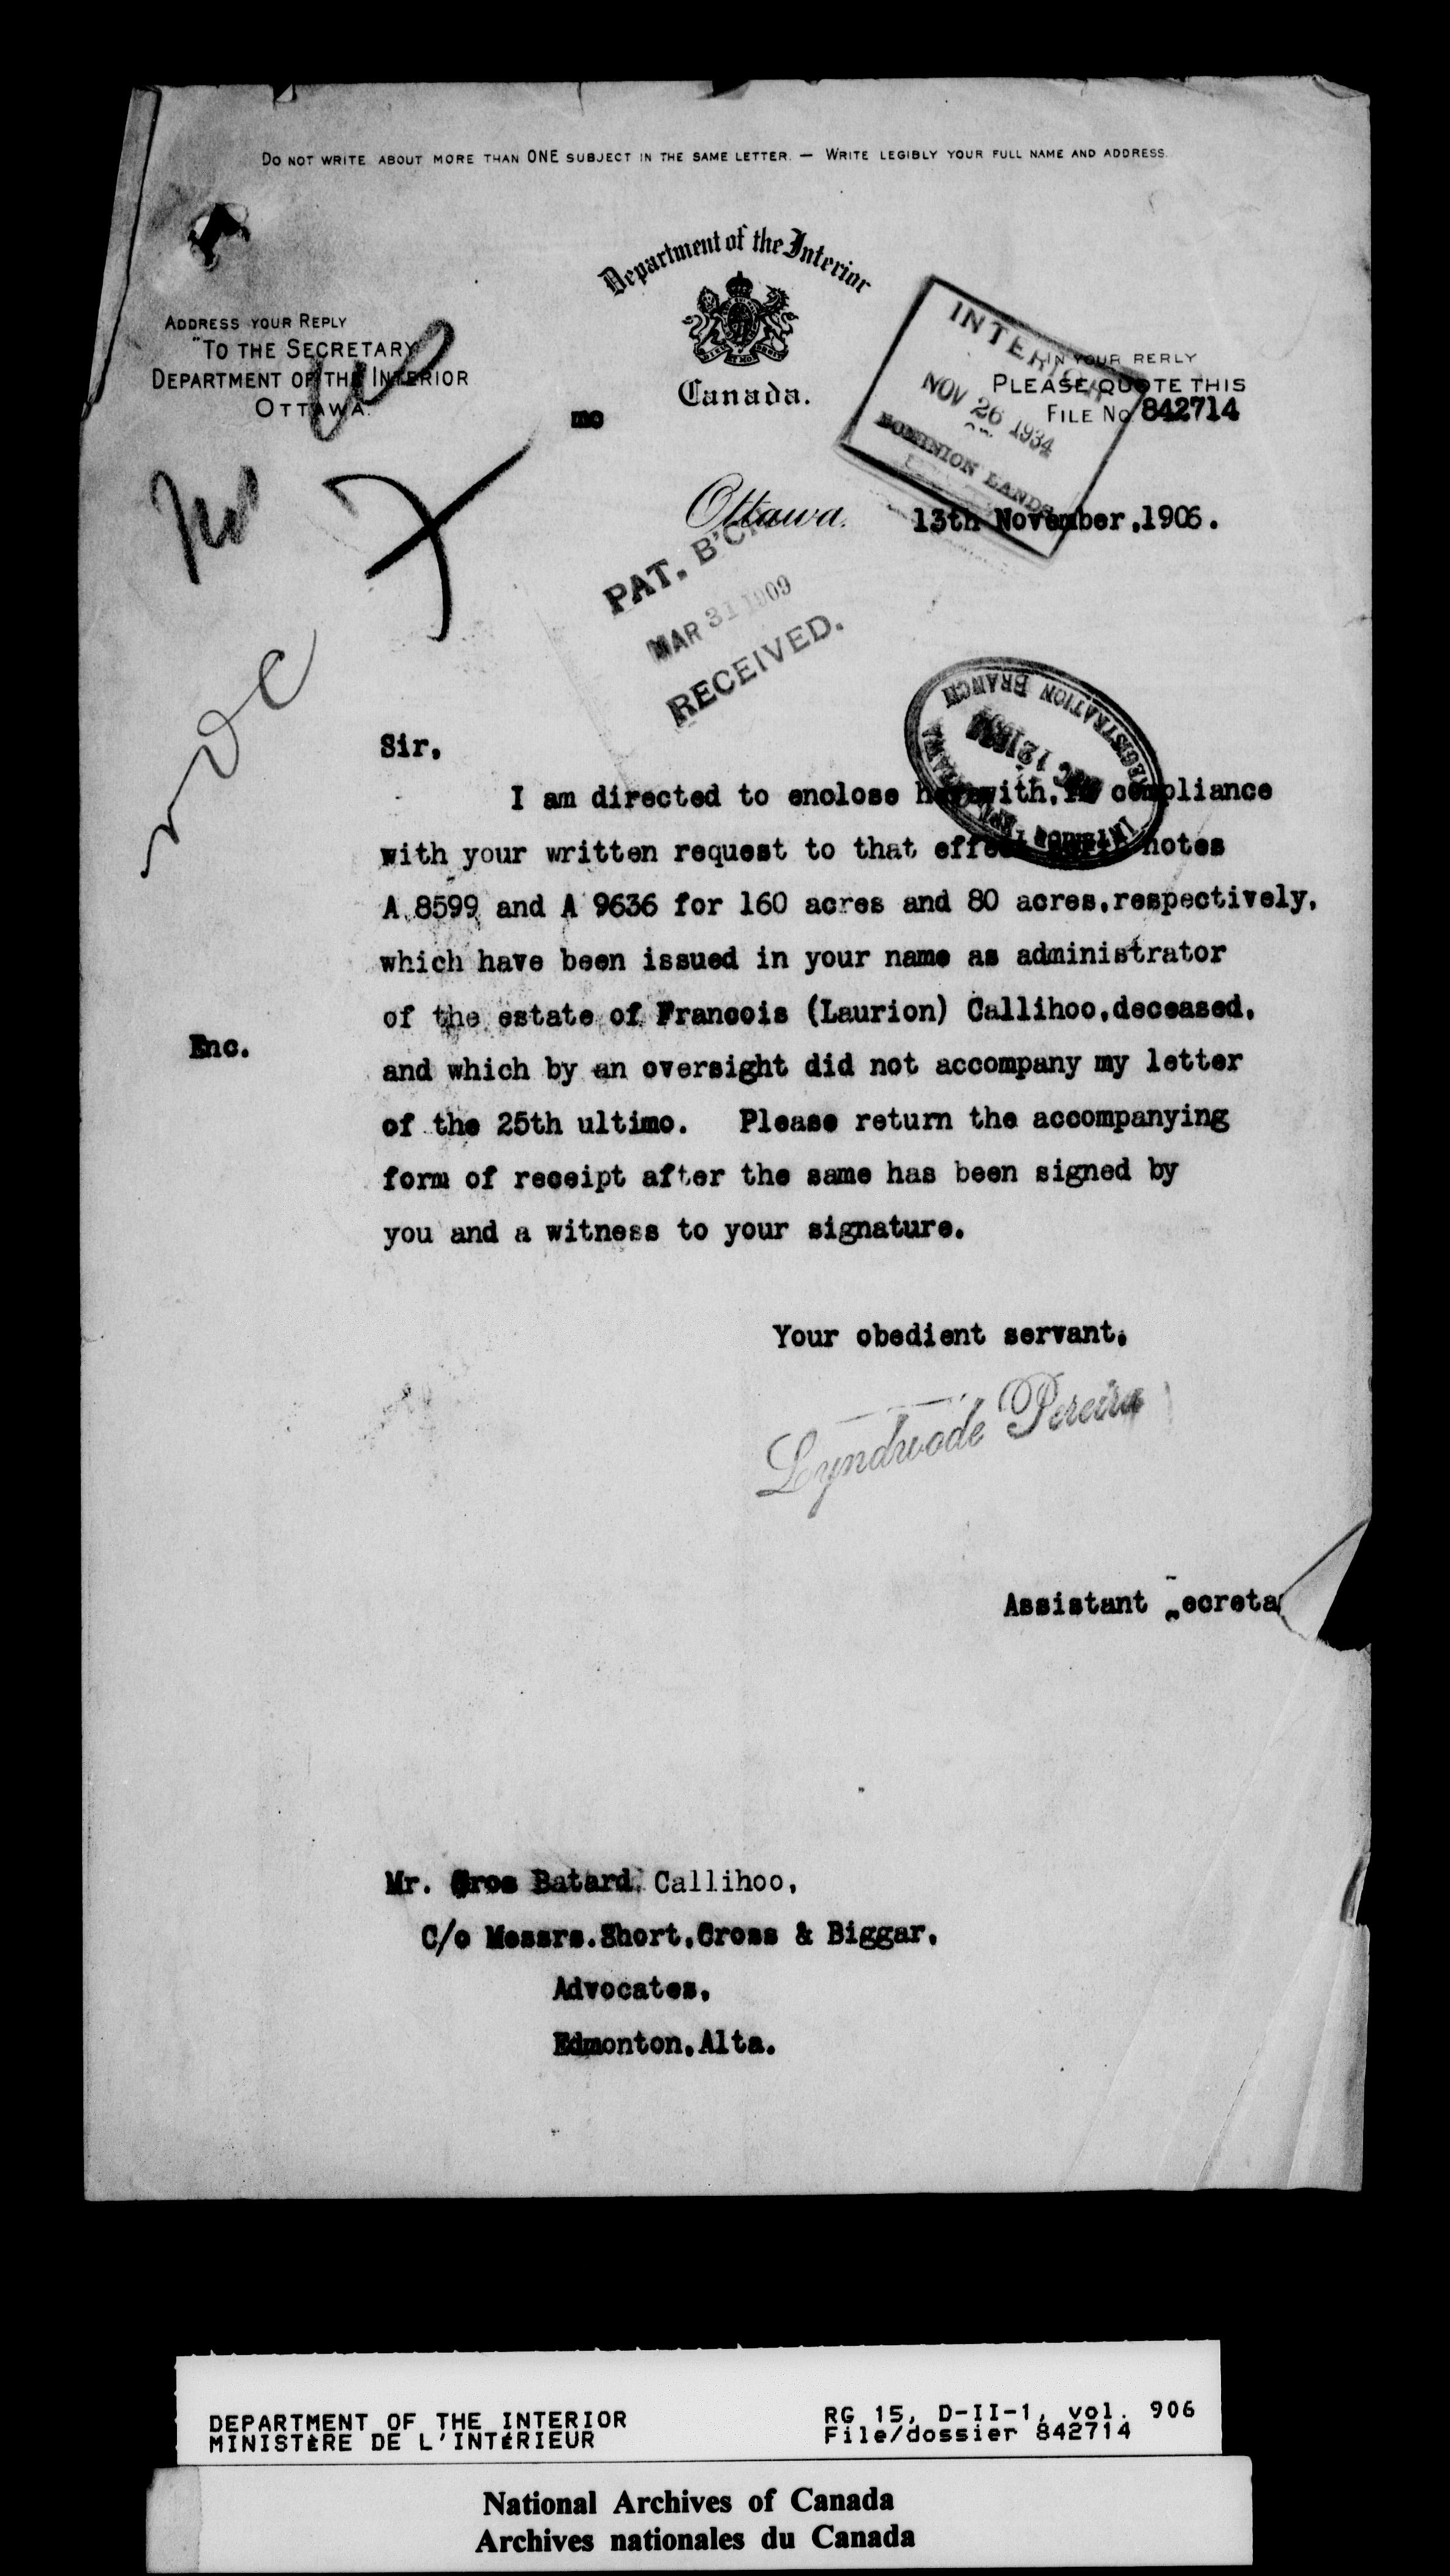 DO NOT WRITE ABOUT MORE THAN ONE SUBJECT IN THE SAME LETTER. — WRITE LEGIBLY YOUR FULL NAME AND ADDRESS.
Department of the Interior
Canada.
ADDRESS YOUR REPLY
"TO THE SECRETARY
DEPARTMENT OF THE INTERIOR
OTTAWA.
mc
INTERIOR
NOV 26 1934
DOMINION LANDS
IN YOUR REPLY
PLEASE QUOTE THIS
FILE No 842714
Ottawa. 13th November, 1906.
PAT. B'CH
MAR 31 1909
RECEIVED.
REGISTRATION BRANCH
Sir,
I am directed to enclose herewith, in compliance
with your written request to that effect notes
A 8599 and A 9636 for 160 acres and 80 acres, respectively,
which have been issued in your name as administrator
of the estate of Francois (Laurion) Callihoo, deceased,
Enc.
and which by an oversight did not accompany my letter
of the 25th ultimo. Please return the accompanying
form of receipt after the same has been signed by
you and a witness to your signature.
Your obedient servant,
Lyndwode Pereira
Assistant ecreta
Mr. Gros Batard Callihoo,
C/o Messrs. Short, Cross & Biggar,
Advocates,
Edmonton, Alta.
DEPARTMENT OF THE INTERIOR
MINISTÈRE DE L'INTÉRIEUR
RG 15, D-II-1, vol. 906
File/dossier 842714
National Archives of Canada
Archives nationales du Canada